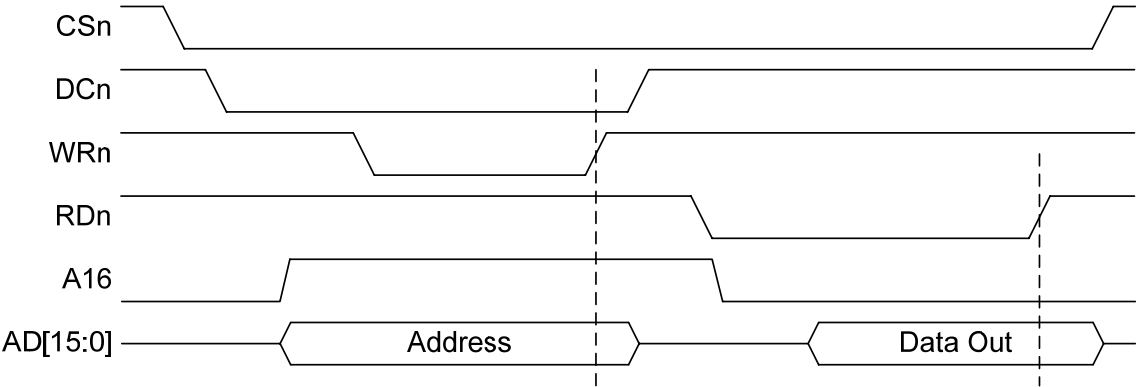 CSn
DCn
WRn
RDn
A16
AD[15:0] Address Data Out